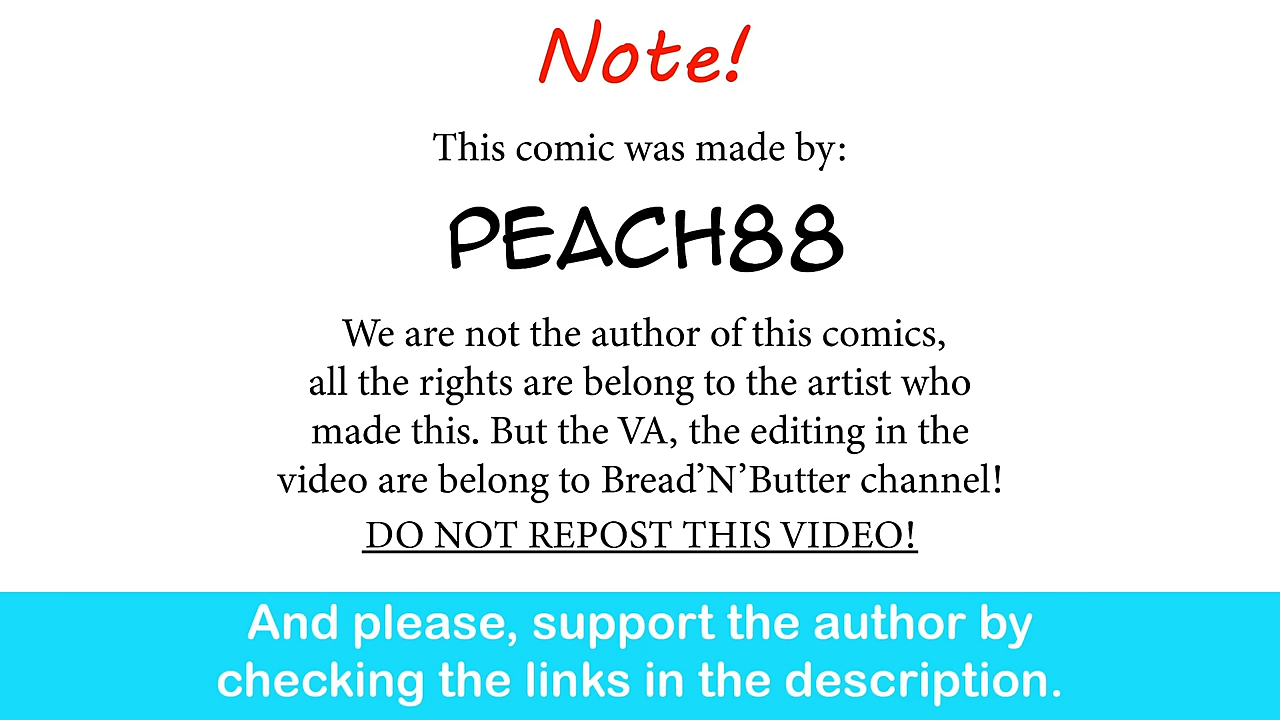 Note!
This comic was made by:
PEACH88
We are not the author of this comics,
all the rights are belong to the artist who
made this. But the VA, the editing in the
video are belong to Bread’N’Butter channel!
DO NOT REPOST THIS VIDEO!
And please, support the author by
checking the links in the description.